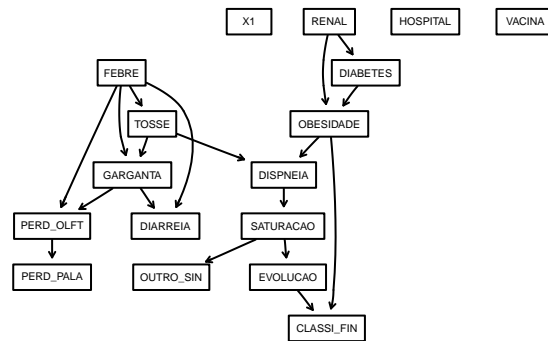 X1
RENAL
HOSPITAL
VACINA
FEBRE
DIABETES
TOSSE
OBESIDADE
GARGANTA
DISPNEIA
PERD_OLFT
DIARREIA
SATURACAO
PERD_PALA
OUTRO_SIN
EVOLUCAO
CLASSI_FIN